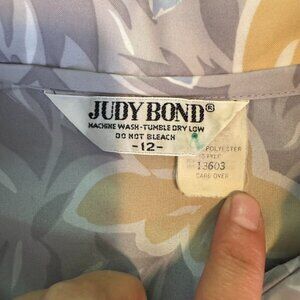 JUDY BOND®
MACHINE WASH-TUMBLE DRY LOW
DO NOT BLEACH
-12-
POLYESTER
13603
CARE OVER